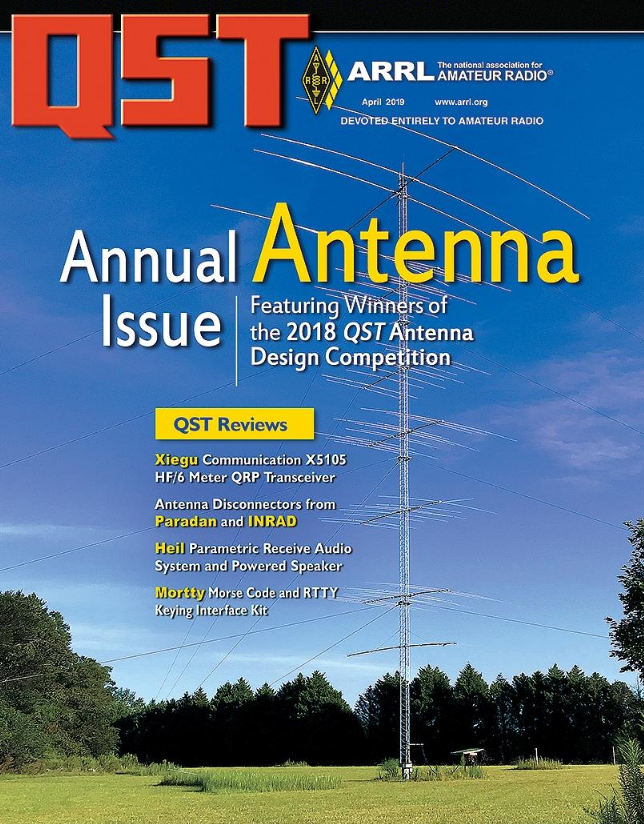 QST
ARRL The national association for
AMATEUR RADIO®
April 2019 www.arrl.org
DEVOTED ENTIRELY TO AMATEUR RADIO
Annual Antenna
Issue
Featuring Winners of
the 2018 QST Antenna
Design Competition
QST Reviews
Xiegu Communication X5105
HF/6 Meter QRP Transceiver
Antenna Disconnectors from
Paradan and INRAD
Heil Parametric Receive Audio
System and Powered Speaker
Mortty Morse Code and RTTY
Keying Interface Kit